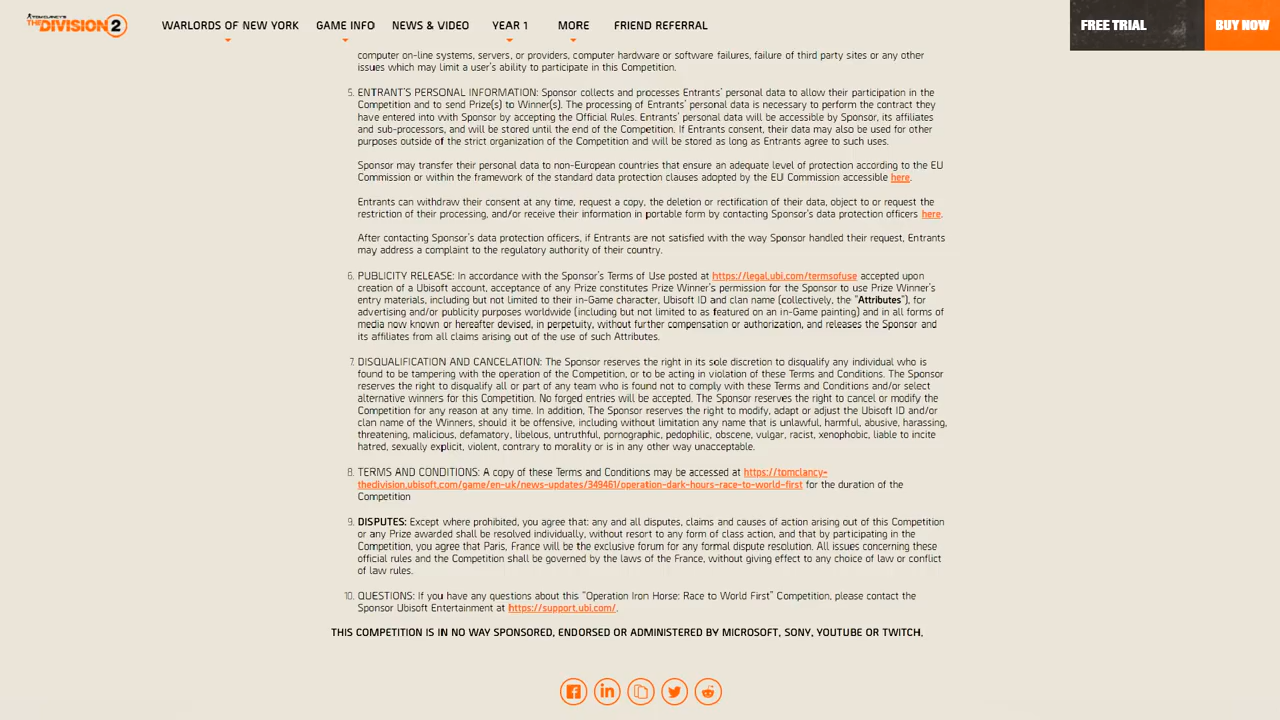 TOM CLANCY'S
THE DIVISION 2
WARLORDS OF NEW YORK GAME INFO NEWS & VIDEO YEAR 1 MORE FRIEND REFERRAL
FREE TRIAL BUY NOW
computer on-line systems, servers, or providers, computer hardware or software failures, failure of third party sites or any other
issues which may limit a user's ability to participate in this Competition.
5. ENTRANT'S PERSONAL INFORMATION: Sponsor collects and processes Entrants' personal data to allow their participation in the
Competition and to send Prize(s) to Winner(s). The processing of Entrants' personal data is necessary to perform the contract they
have entered into with Sponsor by accepting the Official Rules. Entrants' personal data will be accessible by Sponsor, its affiliates
and sub-processors, and will be stored until the end of the Competition. If Entrants consent, their data may also be used for other
purposes outside of the strict organization of the Competition and will be stored as long as Entrants agree to such uses.
Sponsor may transfer their personal data to non-European countries that ensure an adequate level of protection according to the EU
Commission or within the framework of the standard data protection clauses adopted by the EU Commission accessible here.
Entrants can withdraw their consent at any time, request a copy, the deletion or rectification of their data, object to or request the
restriction of their processing, and/or receive their information in portable form by contacting Sponsor's data protection officers here.
After contacting Sponsor's data protection officers, if Entrants are not satisfied with the way Sponsor handled their request, Entrants
may address a complaint to the regulatory authority of their country.
6. PUBLICITY RELEASE: In accordance with the Sponsor's Terms of Use posted at https://legal.ubi.com/termsofuse accepted upon
creation of a Ubisoft account, acceptance of any Prize constitutes Prize Winner's permission for the Sponsor to use Prize Winner's
entry materials, including but not limited to their in-Game character, Ubisoft ID and clan name (collectively, the "Attributes"), for
advertising and/or publicity purposes worldwide (including but not limited to as featured on an in-Game painting) and in all forms of
media now known or hereafter devised, in perpetuity, without further compensation or authorization, and releases the Sponsor and
its affiliates from all claims arising out of the use of such Attributes.
7. DISQUALIFICATION AND CANCELATION: The Sponsor reserves the right in its sole discretion to disqualify any individual who is
found to be tampering with the operation of the Competition, or to be acting in violation of these Terms and Conditions. The Sponsor
reserves the right to disqualify all or part of any team who is found not to comply with these Terms and Conditions and/or select
alternative winners for this Competition. No forged entries will be accepted. The Sponsor reserves the right to cancel or modify the
Competition for any reason at any time. In addition, The Sponsor reserves the right to modify, adapt or adjust the Ubisoft ID and/or
clan name of the Winners, should it be offensive, including without limitation any name that is unlawful, harmful, abusive, harassing,
threatening, malicious, defamatory, libelous, untruthful, pornographic, pedophilic, obscene, vulgar, racist, xenophobic, liable to incite
hatred, sexually explicit, violent, contrary to morality or is in any other way unacceptable.
8. TERMS AND CONDITIONS: A copy of these Terms and Conditions may be accessed at https://tomclancy-
thedivision.ubisoft.com/game/en-uk/news-updates/349461/operation-dark-hours-race-to-world-first for the duration of the
Competition
9. DISPUTES: Except where prohibited, you agree that: any and all disputes, claims and causes of action arising out of this Competition
or any Prize awarded shall be resolved individually, without resort to any form of class action, and that by participating in the
Competition, you agree that Paris, France will be the exclusive forum for any formal dispute resolution. All issues concerning these
official rules and the Competition shall be governed by the laws of the France, without giving effect to any choice of law or conflict
of law rules.
10. QUESTIONS: If you have any questions about this "Operation Iron Horse: Race to World First" Competition, please contact the
Sponsor Ubisoft Entertainment at https://support.ubi.com/.
THIS COMPETITION IS IN NO WAY SPONSORED, ENDORSED OR ADMINISTERED BY MICROSOFT, SONY, YOUTUBE OR TWITCH.